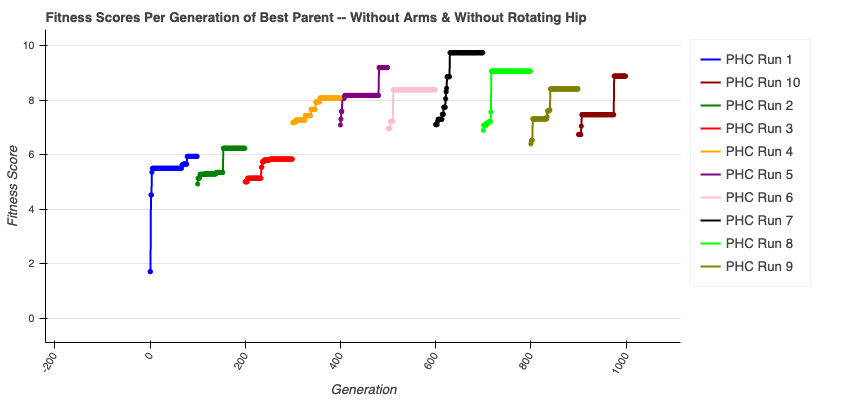 Fitness Scores Per Generation of Best Parent -- Without Arms & Without Rotating Hip
10
8
6
4
2
0
Fitness Score
-200
0
200
400
600
800
1000
Generation
PHC Run 1
PHC Run 10
PHC Run 2
PHC Run 3
PHC Run 4
PHC Run 5
PHC Run 6
PHC Run 7
PHC Run 8
PHC Run 9